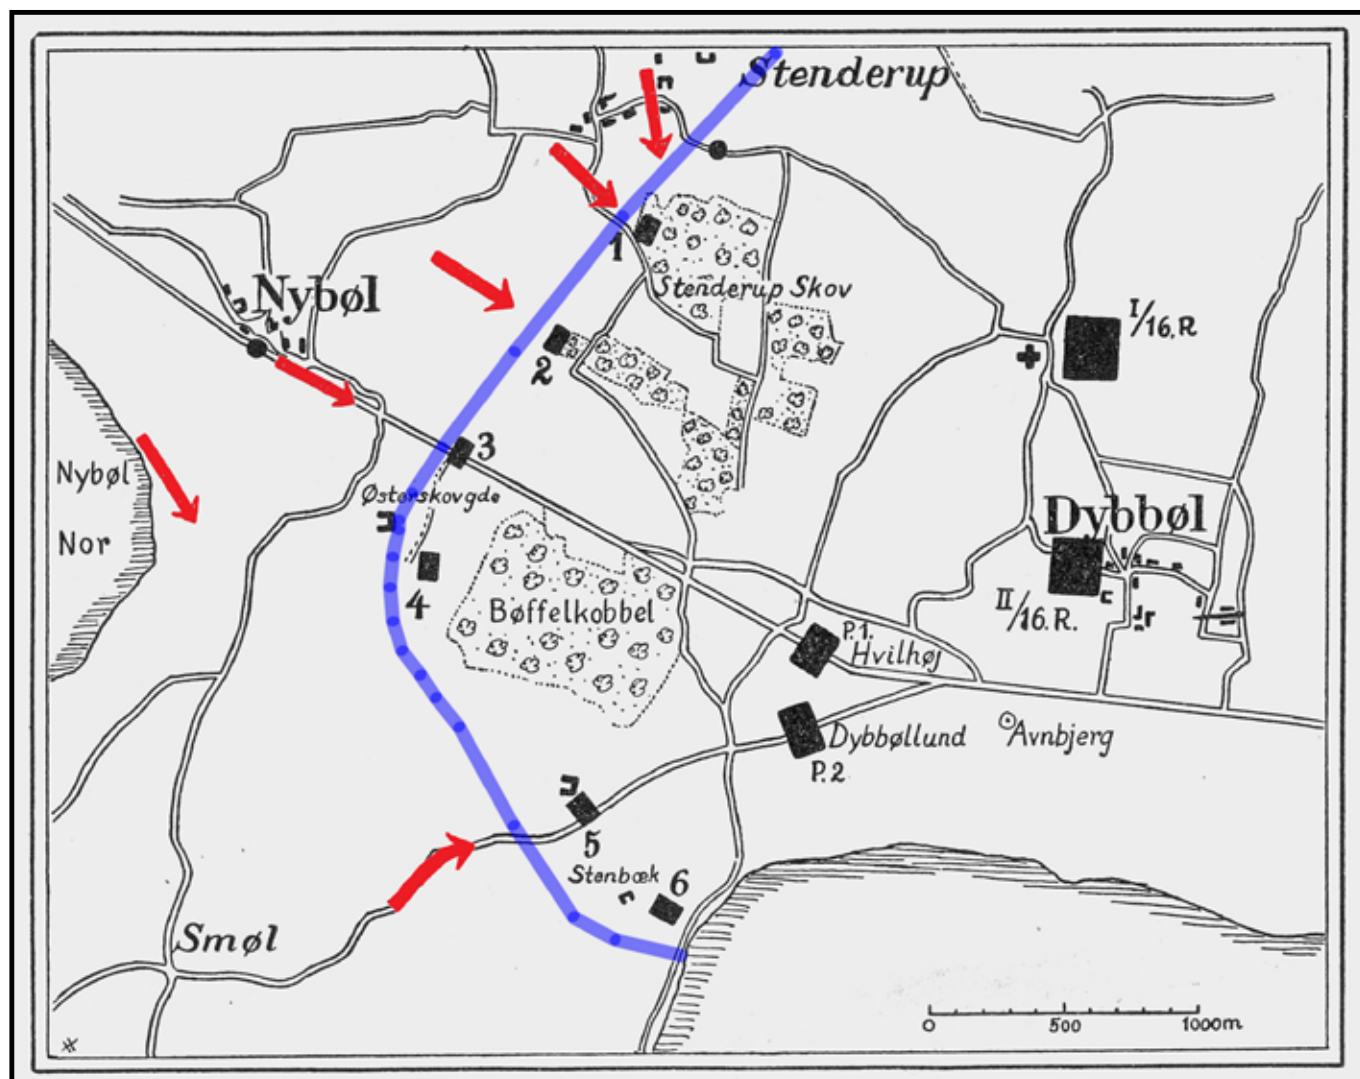 Stenderup
1
Nybøl
Stenderup Skov
I/16.R
2
3
Nybøl
Nor
Østerskovgde
Dybbøl
4
Bøffelkobbel
II/16.R.
P.1.
Hvilhøj
Dybbøllund
Avnbjerg
P.2
5
Stenbæk
6
Smøl
0 500 1000m